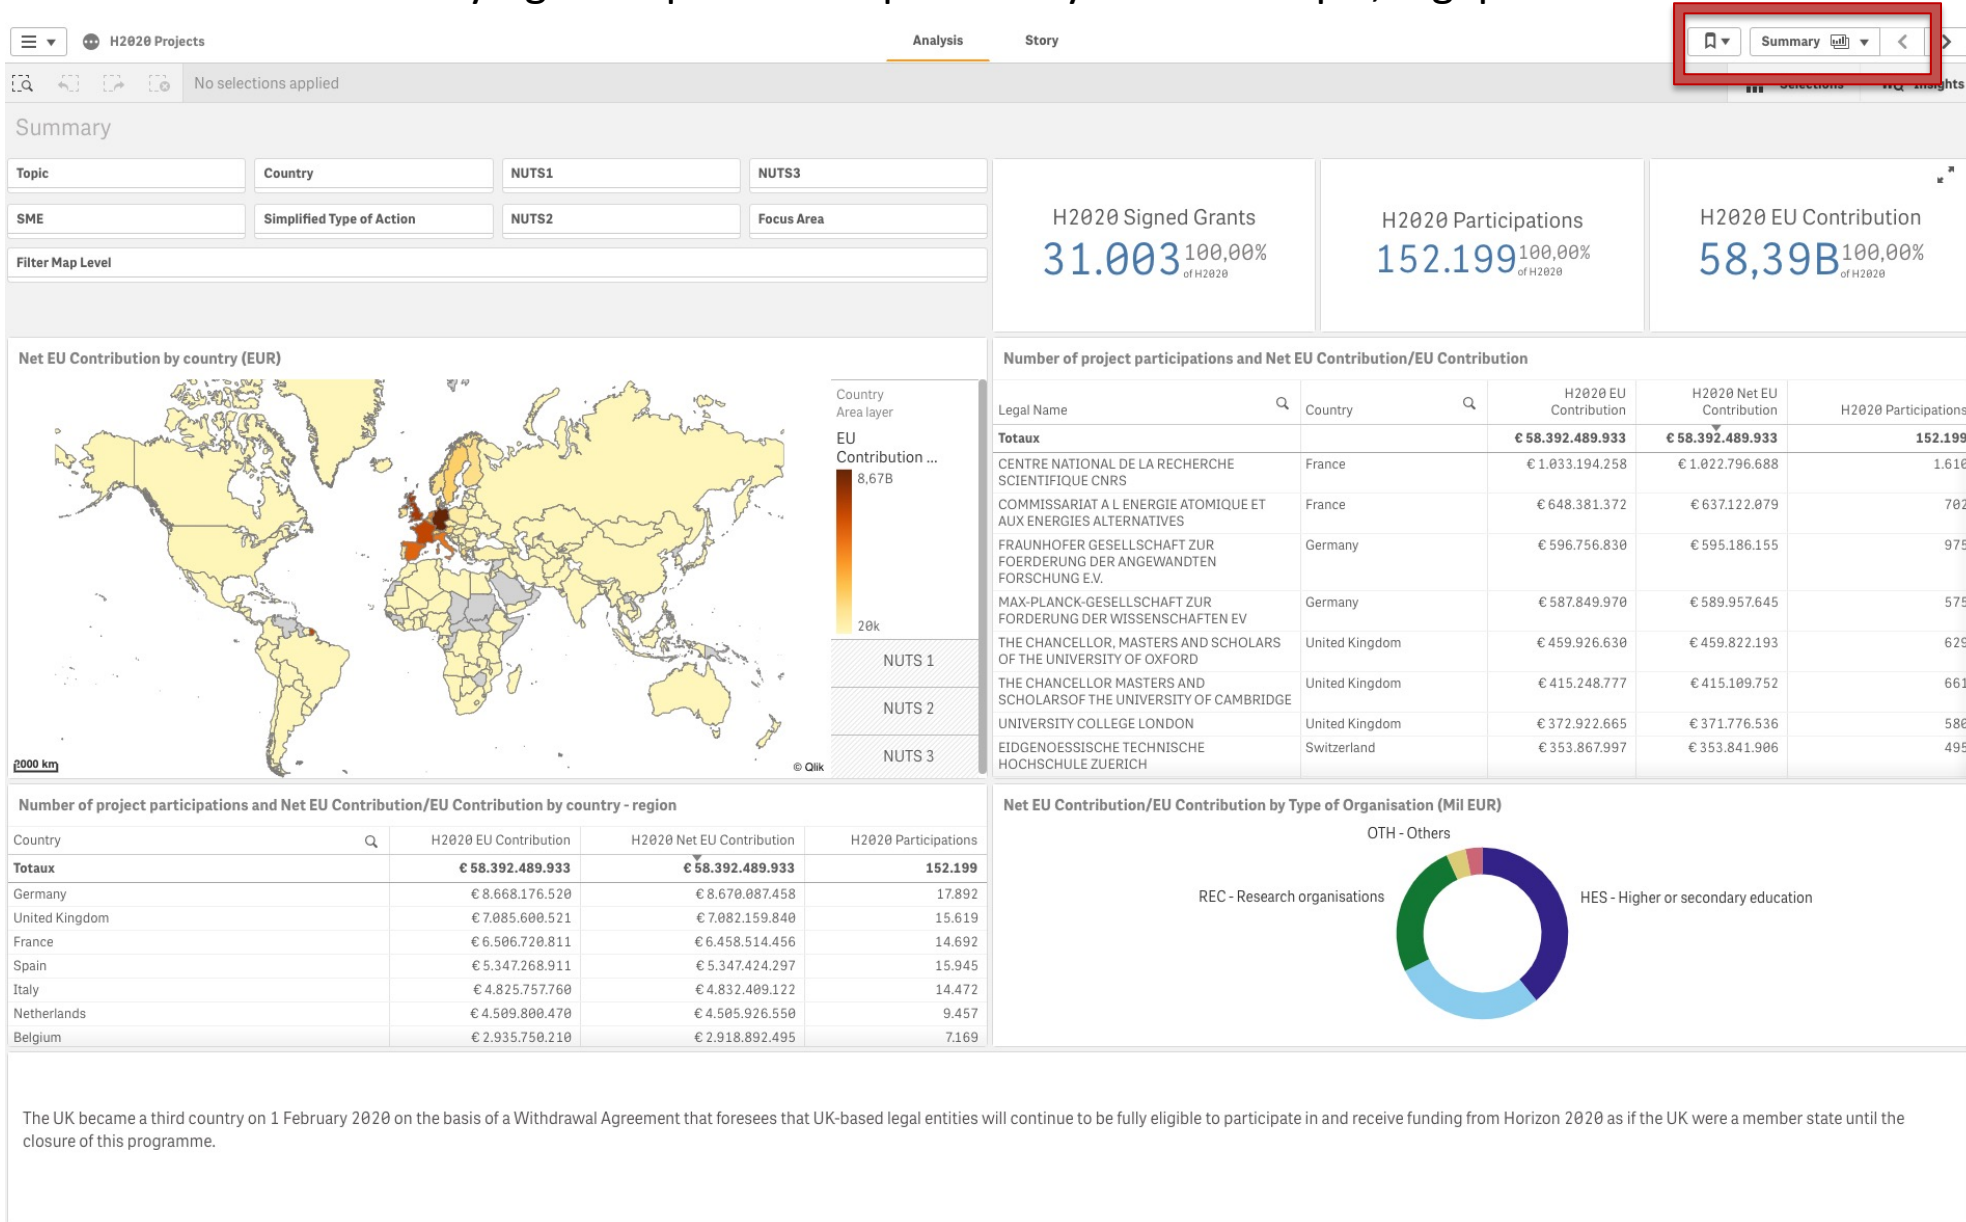 H2020 Projects
Analysis
Story
Summary
No selections applied
Selections
Insights
Summary
Topic
Country
NUTS1
NUTS3
SME
Simplified Type of Action
NUTS2
Focus Area
Filter Map Level
H2020 Signed Grants
31.003 100,00%
of H2020
H2020 Participations
152.199 100,00%
of H2020
H2020 EU Contribution
58,39B 100,00%
of H2020
Net EU Contribution by country (EUR)
Country
Area layer
EU
Contribution ...
8,67B
20k
NUTS 1
NUTS 2
NUTS 3
2000 km
© Qlik
Number of project participations and Net EU Contribution/EU Contribution
Legal Name Country H2020 EU Contribution H2020 Net EU Contribution H2020 Participations
Totaux € 58.392.489.933 € 58.392.489.933 152.199
CENTRE NATIONAL DE LA RECHERCHE France € 1.033.194.258 € 1.022.796.688 1.610
SCIENTIFIQUE CNRS
COMMISSARIAT A L ENERGIE ATOMIQUE ET France € 648.381.372 € 637.122.079 702
AUX ENERGIES ALTERNATIVES
FRAUNHOFER GESELLSCHAFT ZUR Germany € 596.756.830 € 595.186.155 975
FOERDERUNG DER ANGEWANDTEN
FORSCHUNG E.V.
MAX-PLANCK-GESELLSCHAFT ZUR Germany € 587.849.970 € 589.957.645 575
FORDERUNG DER WISSENSCHAFTEN EV
THE CHANCELLOR, MASTERS AND SCHOLARS United Kingdom € 459.926.630 € 459.822.193 629
OF THE UNIVERSITY OF OXFORD
THE CHANCELLOR MASTERS AND United Kingdom € 415.248.777 € 415.109.752 661
SCHOLARSOF THE UNIVERSITY OF CAMBRIDGE
UNIVERSITY COLLEGE LONDON United Kingdom € 372.922.665 € 371.776.536 580
EIDGENOESSISCHE TECHNISCHE Switzerland € 353.867.997 € 353.841.906 495
HOCHSCHULE ZUERICH
Number of project participations and Net EU Contribution/EU Contribution by country - region
Country H2020 EU Contribution H2020 Net EU Contribution H2020 Participations
Totaux € 58.392.489.933 € 58.392.489.933 152.199
Germany € 8.668.176.520 € 8.670.087.458 17.892
United Kingdom € 7.085.600.521 € 7.082.159.840 15.619
France € 6.506.720.811 € 6.458.514.456 14.692
Spain € 5.347.268.911 € 5.347.424.297 15.945
Italy € 4.825.757.760 € 4.832.409.122 14.472
Netherlands € 4.509.800.470 € 4.505.926.550 9.457
Belgium € 2.935.750.210 € 2.918.892.495 7.169
Net EU Contribution/EU Contribution by Type of Organisation (Mil EUR)
OTH - Others
REC - Research organisations
HES - Higher or secondary education
The UK became a third country on 1 February 2020 on the basis of a Withdrawal Agreement that foresees that UK-based legal entities will continue to be fully eligible to participate in and receive funding from Horizon 2020 as if the UK were a member state until the
closure of this programme.